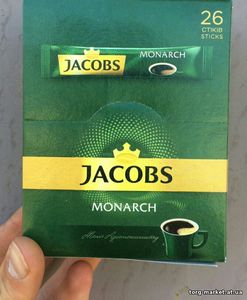 26
СТІКІВ
STICKS
JACOBS
MONARCH
JACOBS
MONARCH
torg-market.at.ua